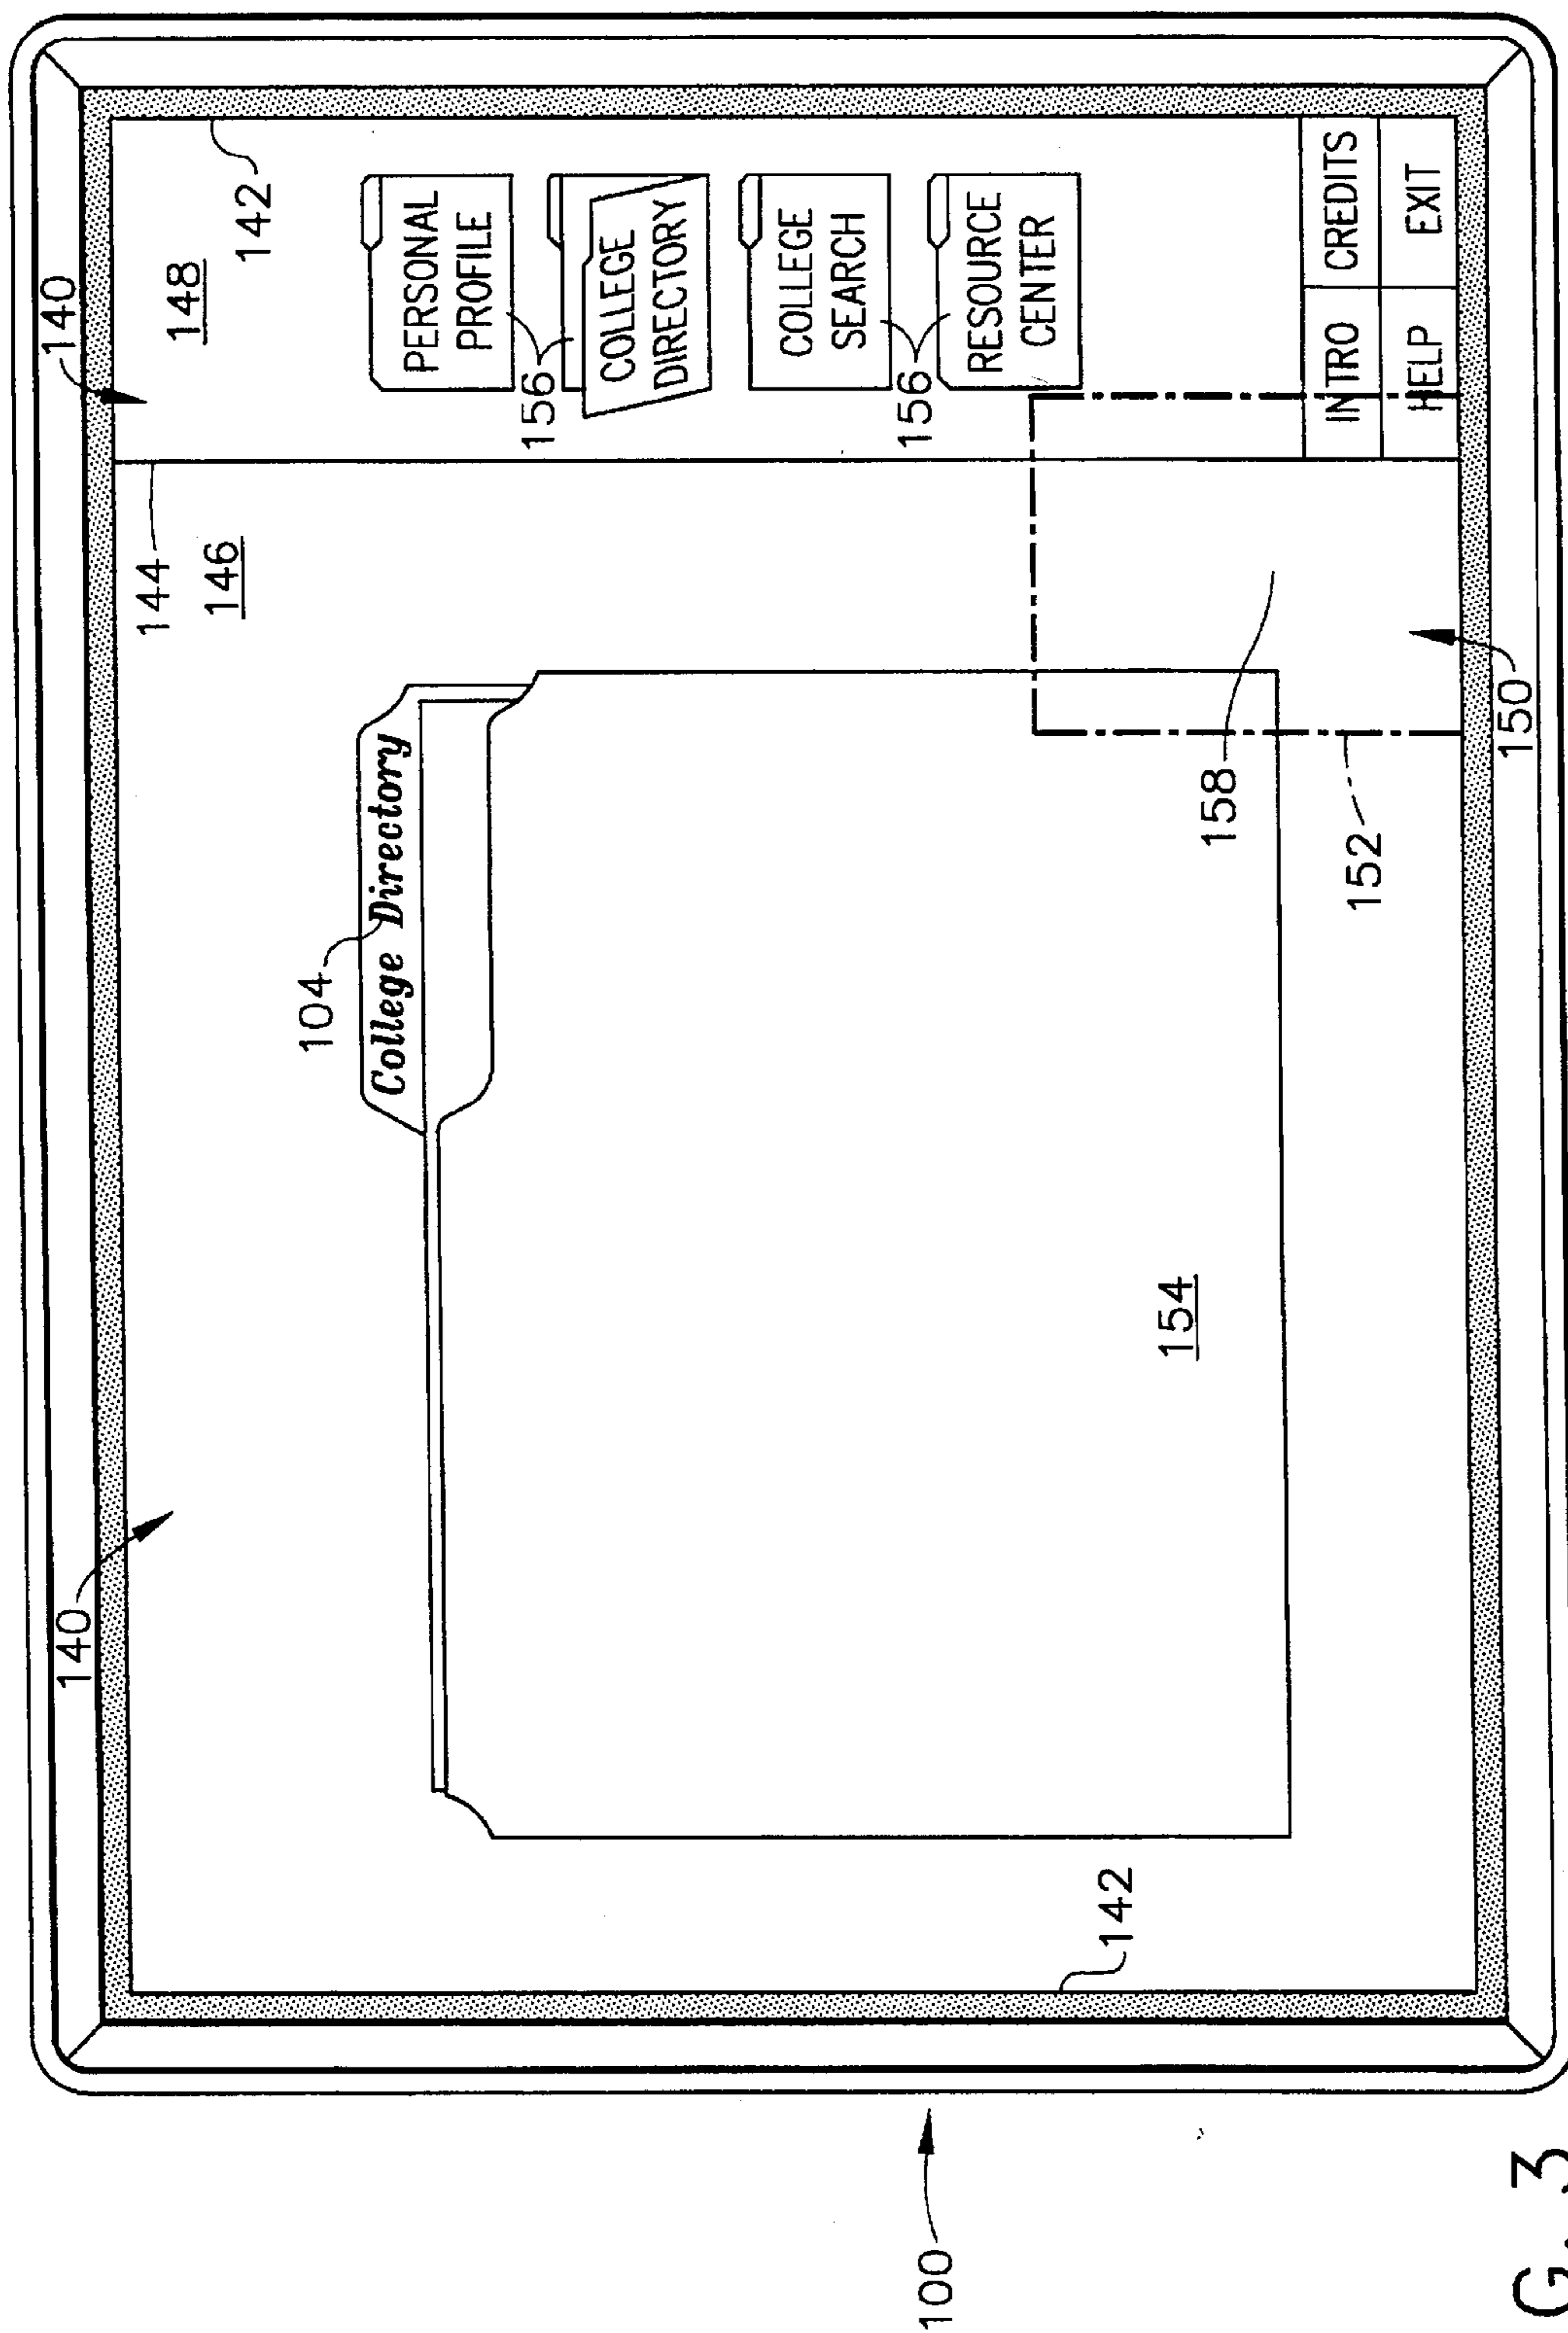 140
140
148
142
144
146
104
College Directory
PERSONAL
PROFILE
156
COLLEGE
DIRECTORY
COLLEGE
SEARCH
156
RESOURCE
CENTER
154
158
142
152
INTRO
CREDITS
HELP
EXIT
150
100
G. 3